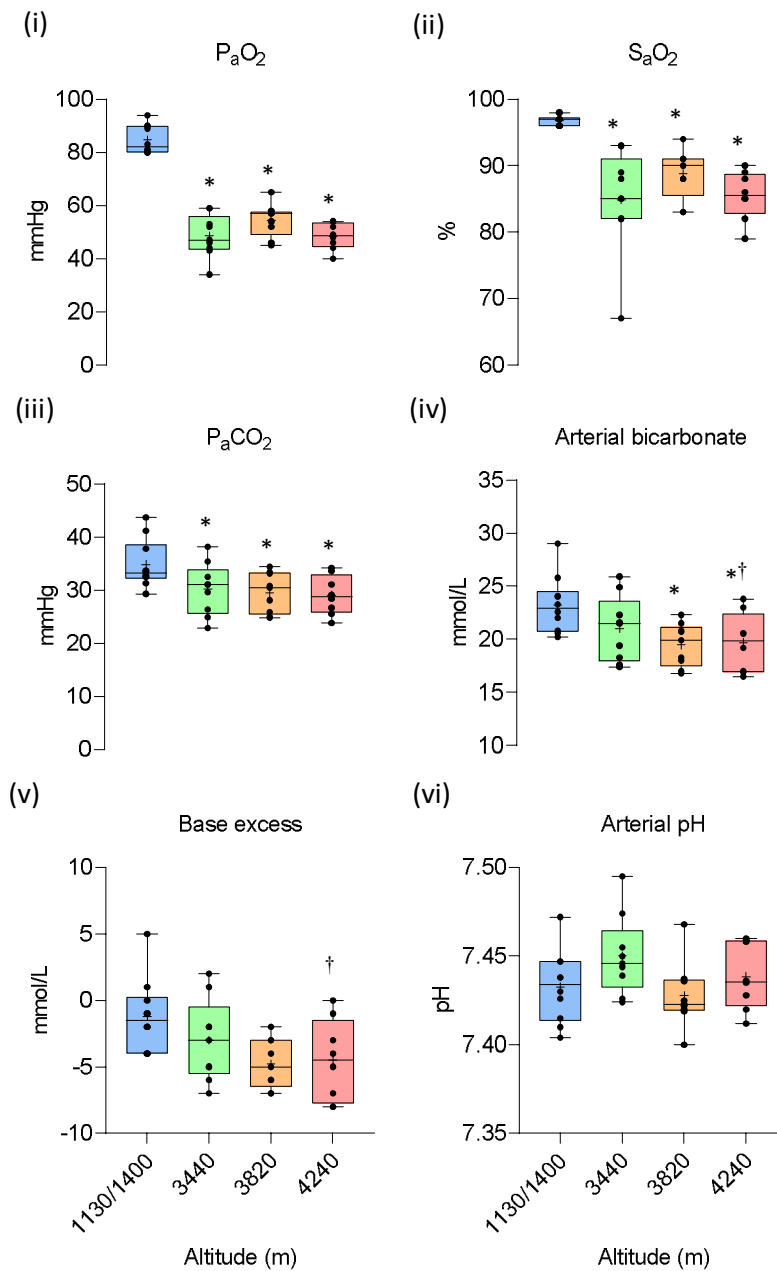 (i)
PₐO₂
100
80
60
40
20
0
mmHg
*
*
*
(ii)
SₐO₂
100
90
80
70
60
%
*
*
*
(iii)
PₐCO₂
50
40
30
20
10
0
mmHg
*
*
*
(iv)
Arterial bicarbonate
35
30
25
20
15
10
mmol/L
*
*†
(v)
Base excess
10
5
-0
-5
-10
mmol/L
†
1130/1400
3440
3820
4240
Altitude (m)
(vi)
Arterial pH
7.50
7.45
7.40
7.35
pH
1130/1400
3440
3820
4240
Altitude (m)